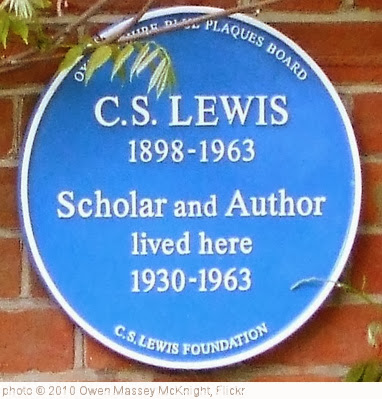 OXFORDSHIRE BLUE PLAQUES BOARD
C.S. LEWIS
1898-1963
Scholar and Author
lived here
1930-1963
C.S. LEWIS FOUNDATION
photo © 2010 Owen Massey McKnight, Flickr